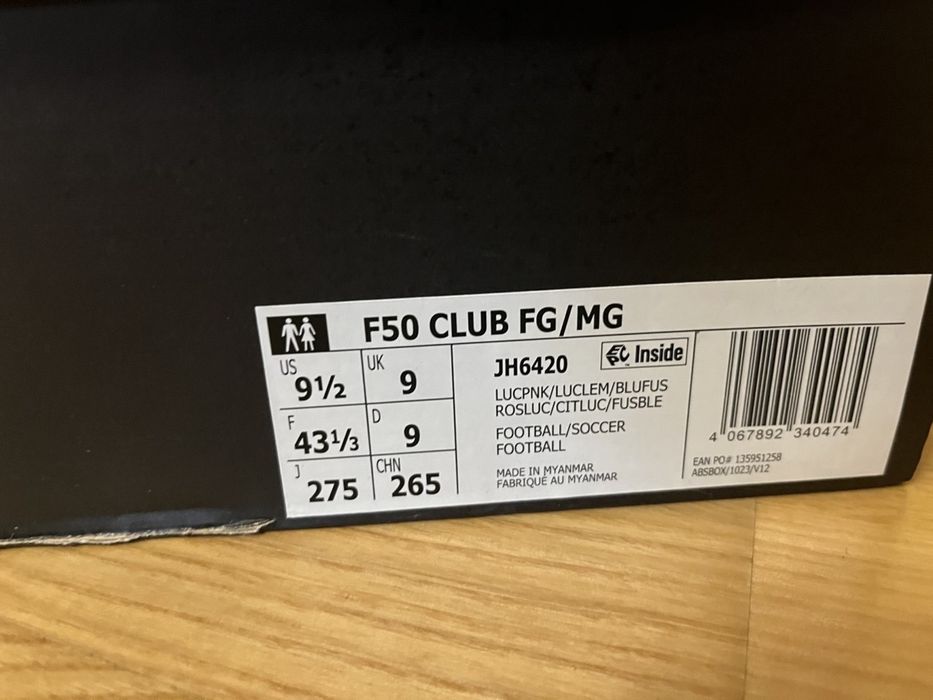 F50 CLUB FG/MG
US 9½ UK 9
F 43⅓ D 9
J 275 CHN 265
JH6420
EPC Inside
LUCPNK/LUCLEM/BLUFUS
ROSLUC/CITLUC/FUSBLE
FOOTBALL/SOCCER
FOOTBALL
MADE IN MYANMAR
FABRIQUÉ AU MYANMAR
4 067892 340474
EAN PO# 135951258
ABSBOX/1023/V12